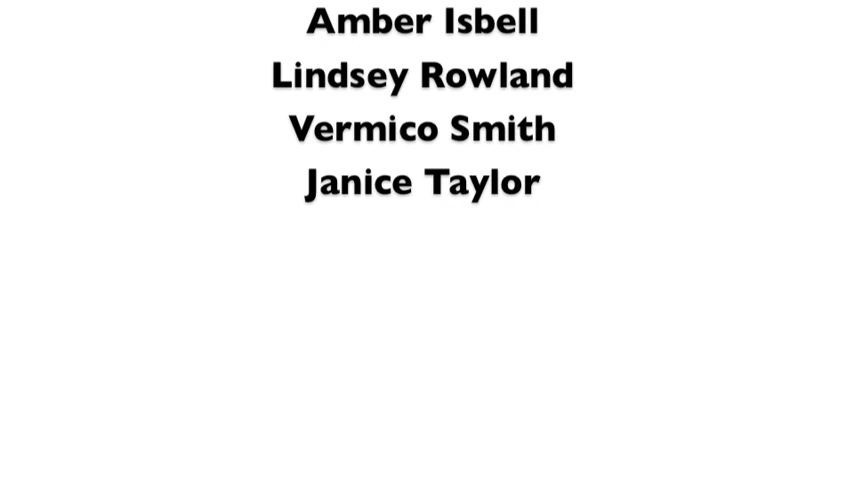 Amber Isbell
Lindsey Rowland
Vermico Smith
Janice Taylor